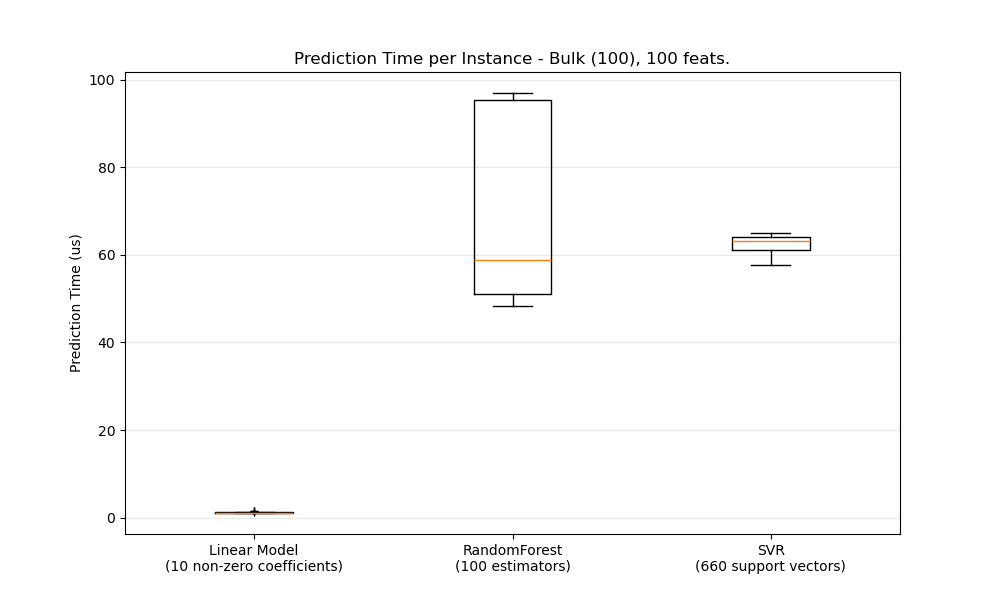 Prediction Time per Instance - Bulk (100), 100 feats.
100
80
60
40
20
0
Prediction Time (us)
Linear Model
(10 non-zero coefficients)
RandomForest
(100 estimators)
SVR
(660 support vectors)